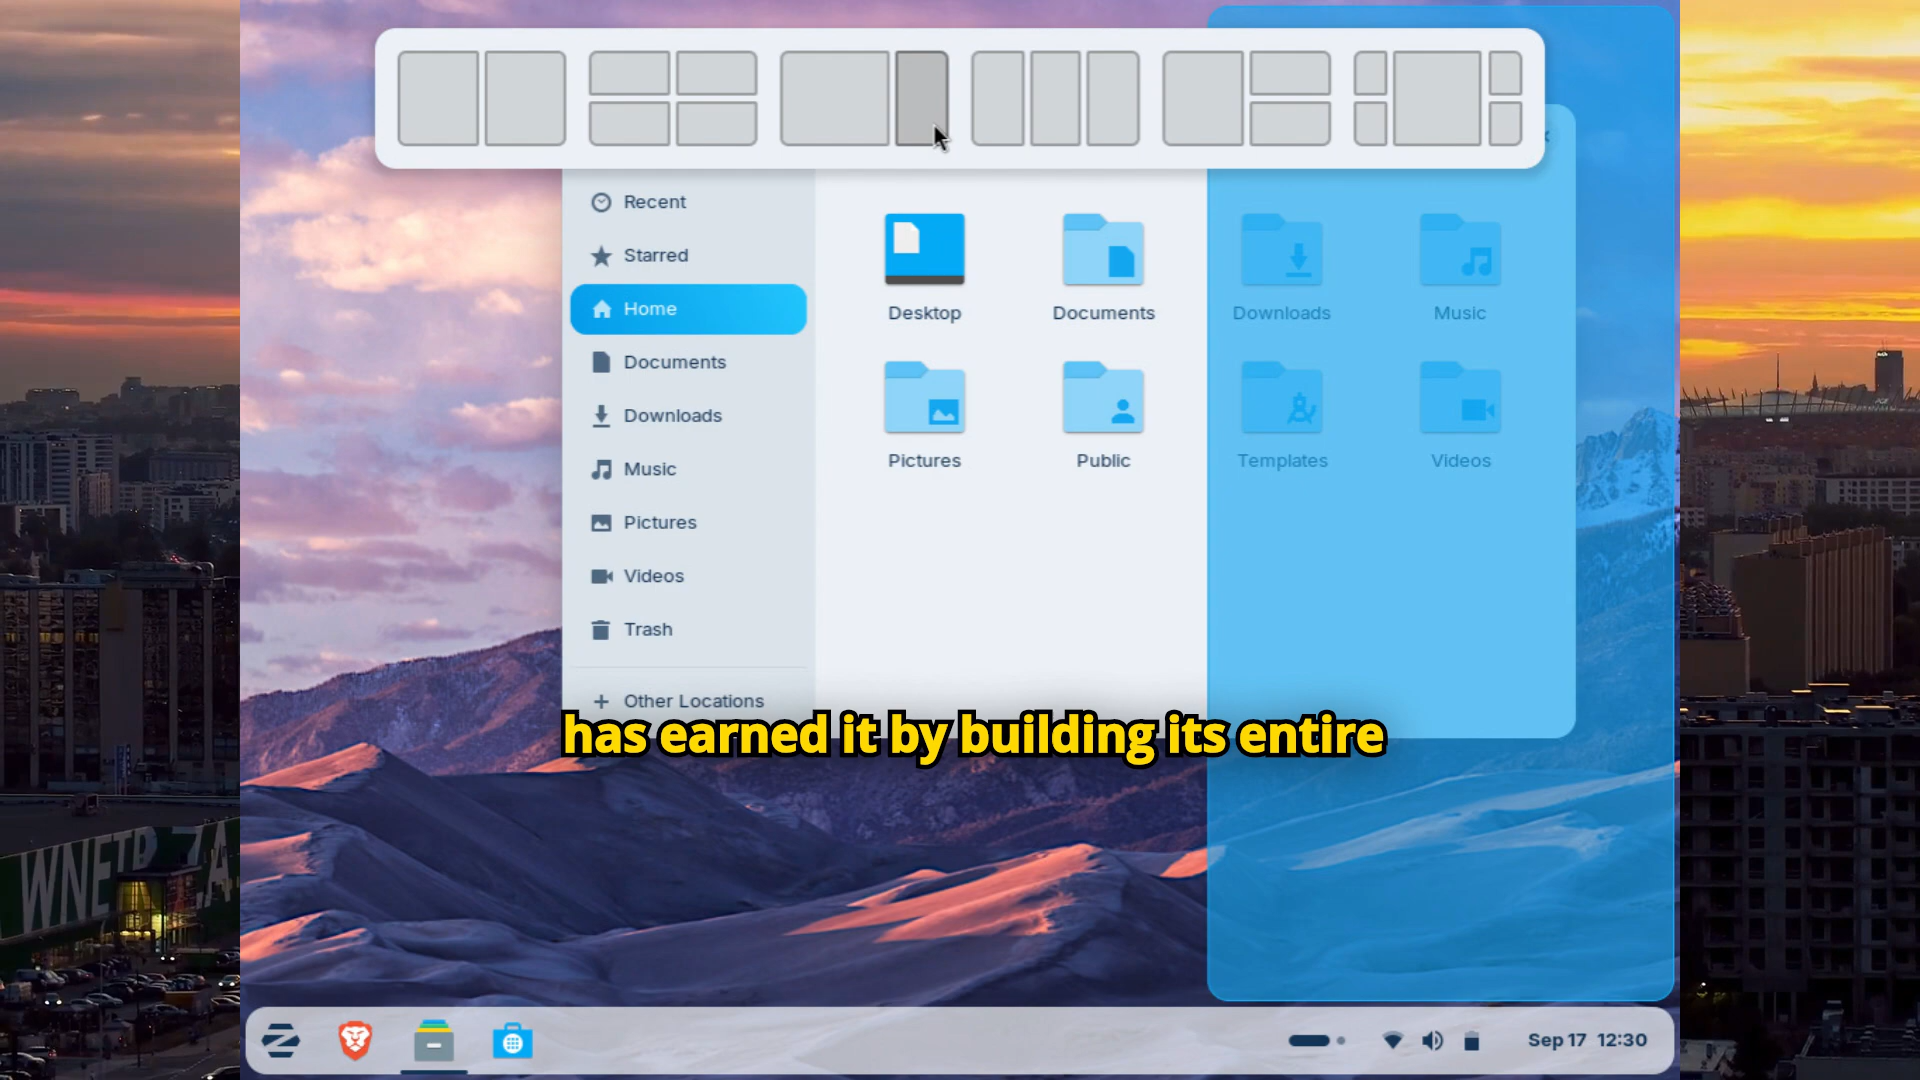 Recent
Starred
Home
Documents
Downloads
Music
Pictures
Videos
Trash
Other Locations
Desktop
Documents
Downloads
Music
Pictures
Public
Templates
Videos
has earned it by building its entire
Sep 17 12:30